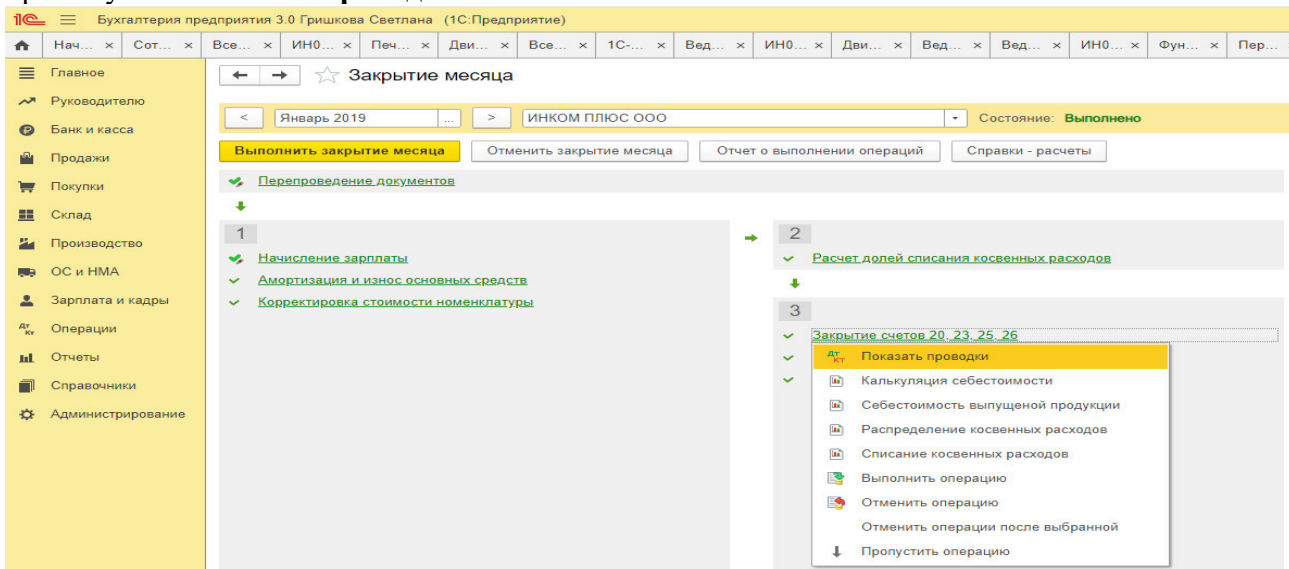 1С Бухгалтерия предприятия 3.0 Гришкова Светлана (1С:Предприятие)
Нач... × Сот... × Все... × ИН0... × Печ... × Дви... × Все... × 1С-... × Вед... × ИН0... × Дви... × Вед... × Вед... × ИН0... × Фун... × Пер...
Главное
Руководителю
Банк и касса
Продажи
Покупки
Склад
Производство
ОС и НМА
Зарплата и кадры
Операции
Отчеты
Справочники
Администрирование
Закрытие месяца
< Январь 2019 ... > ИНКОМ ПЛЮС ООО Состояние: Выполнено
Выполнить закрытие месяца Отменить закрытие месяца Отчет о выполнении операций Справки - расчеты
Перепроведение документов
1
Начисление зарплаты
Амортизация и износ основных средств
Корректировка стоимости номенклатуры
2
Расчет долей списания косвенных расходов
3
Закрытие счетов 20, 23, 25, 26
Дт Кт Показать проводки
Калькуляция себестоимости
Себестоимость выпущеной продукции
Распределение косвенных расходов
Списание косвенных расходов
Выполнить операцию
Отменить операцию
Отменить операции после выбранной
Пропустить операцию